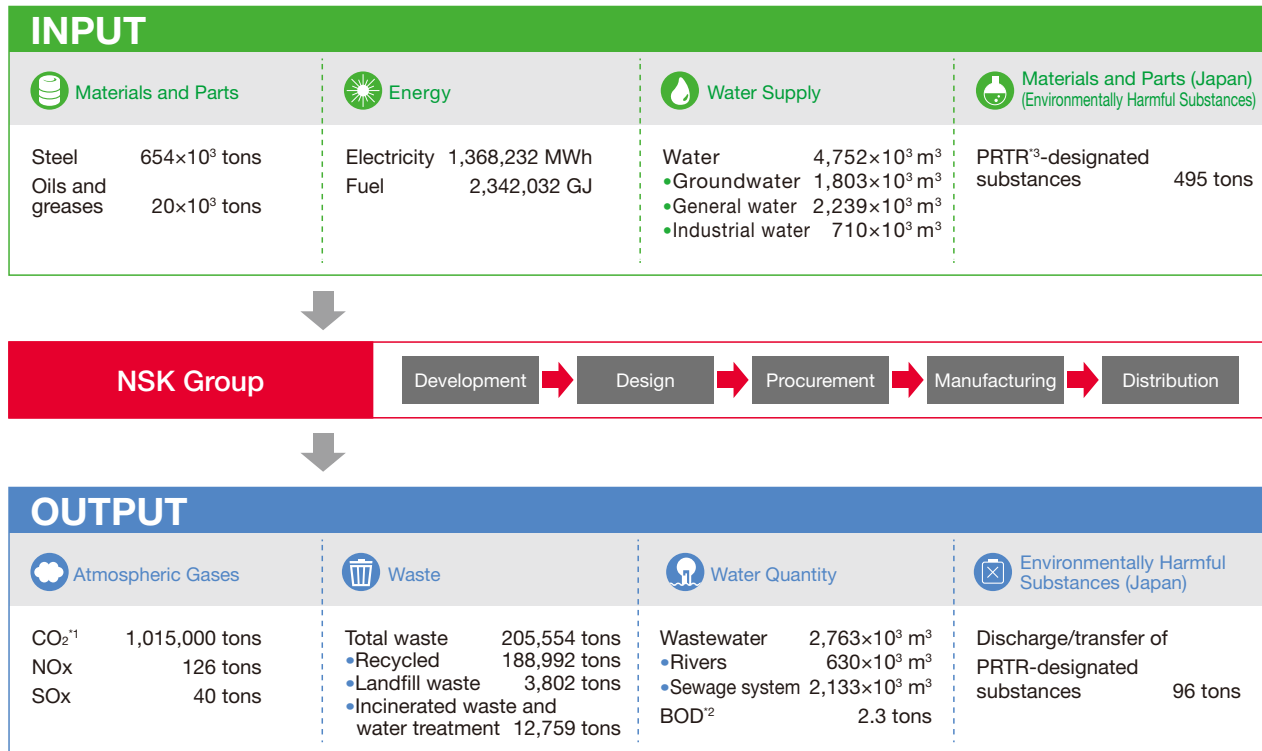 INPUT
Materials and Parts
Steel 654×10³ tons
Oils and
greases 20×10³ tons
Energy
Electricity 1,368,232 MWh
Fuel 2,342,032 GJ
Water Supply
Water 4,752×10³ m³
•Groundwater 1,803×10³ m³
•General water 2,239×10³ m³
•Industrial water 710×10³ m³
Materials and Parts (Japan)
(Environmentally Harmful Substances)
PRTR*³-designated
substances 495 tons
NSK Group
Development
Design
Procurement
Manufacturing
Distribution
OUTPUT
Atmospheric Gases
CO₂*¹ 1,015,000 tons
NOx 126 tons
SOx 40 tons
Waste
Total waste 205,554 tons
•Recycled 188,992 tons
•Landfill waste 3,802 tons
•Incinerated waste and
water treatment 12,759 tons
Water Quantity
Wastewater 2,763×10³ m³
•Rivers 630×10³ m³
•Sewage system 2,133×10³ m³
BOD*² 2.3 tons
Environmentally Harmful
Substances (Japan)
Discharge/transfer of
PRTR-designated
substances 96 tons